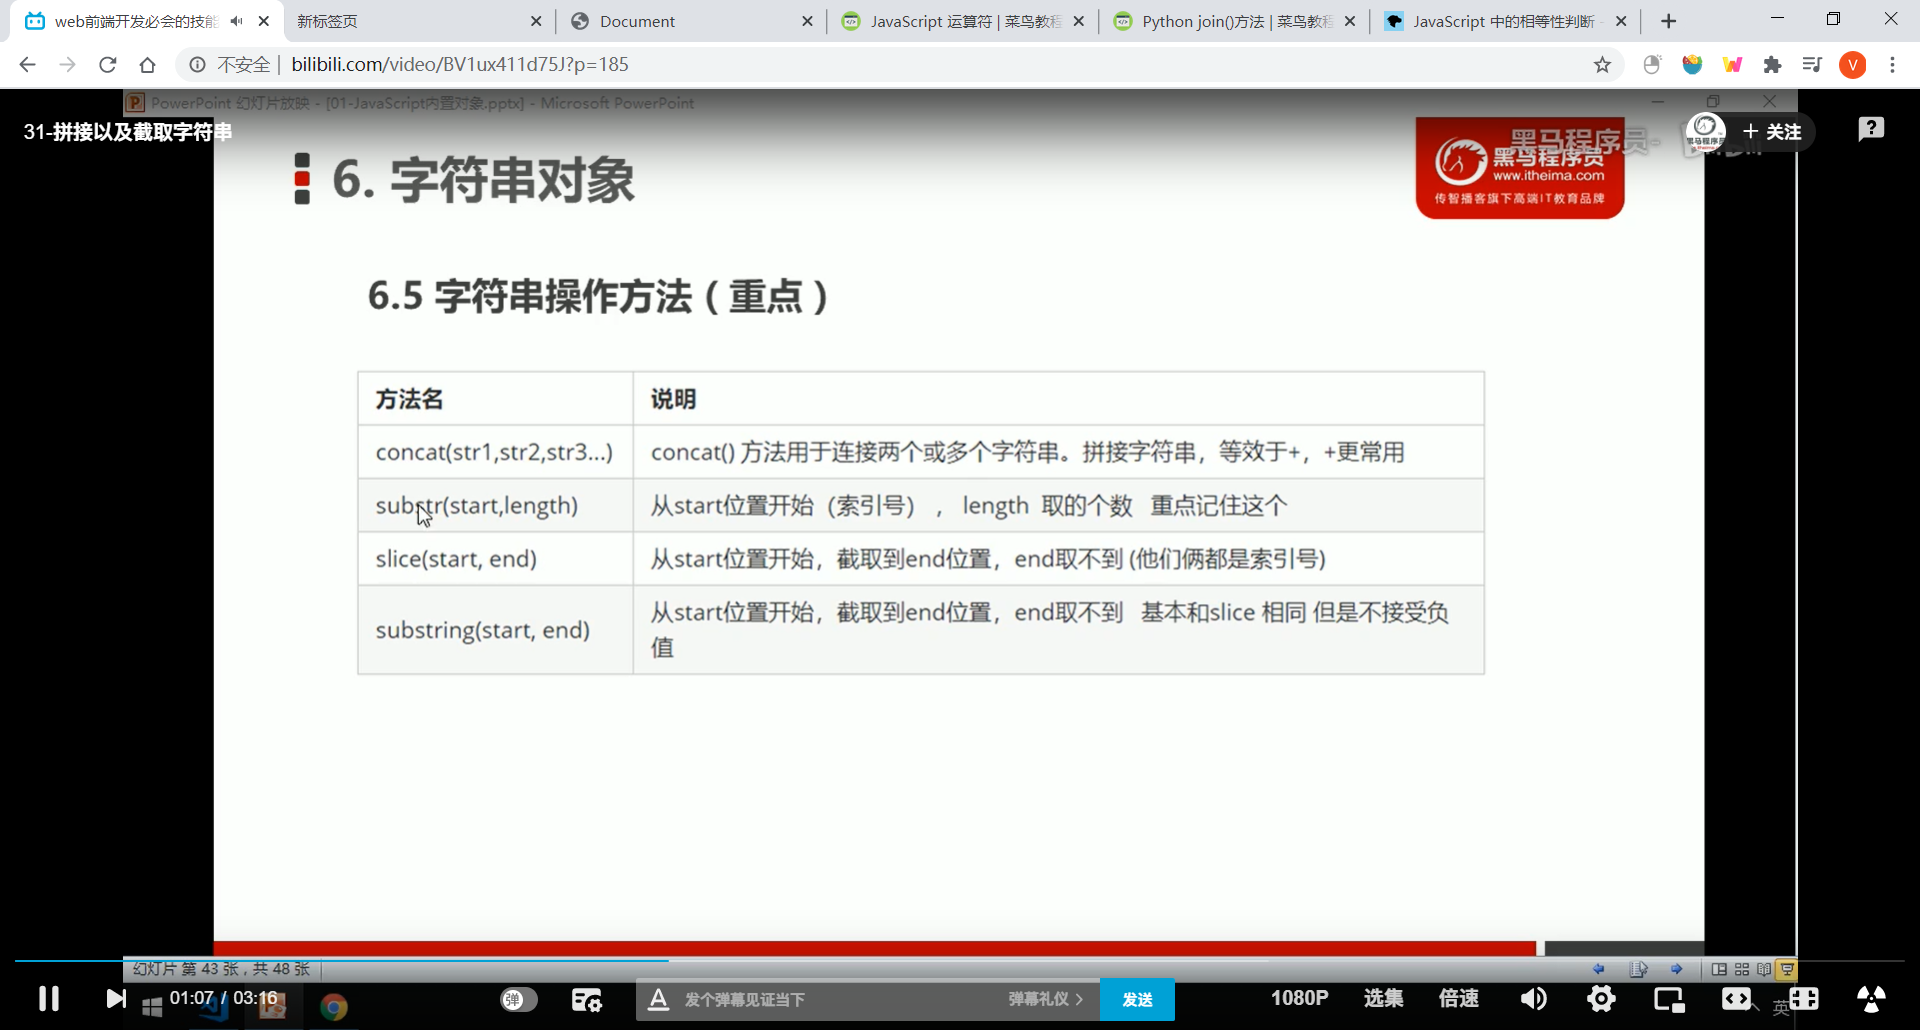 web前端开发必会的技能
新标签页
Document
JavaScript 运算符 | 菜鸟教程
Python join()方法 | 菜鸟教程
JavaScript 中的相等性判断 -
不安全
bilibili.com/video/BV1ux411d75J?p=185
V
PowerPoint 幻灯片放映 - [01-JavaScript内置对象.pptx] - Microsoft PowerPoint
31-拼接以及截取字符串
黑马程序员-
+ 关注
6. 字符串对象
黑马程序员
www.itheima.com
传智播客旗下高端IT教育品牌
6.5 字符串操作方法（重点）
方法名
说明
concat(str1,str2,str3...)
concat() 方法用于连接两个或多个字符串。拼接字符串，等效于+，+更常用
substr(start,length)
从start位置开始（索引号） ， length 取的个数 重点记住这个
slice(start, end)
从start位置开始，截取到end位置，end取不到 (他们俩都是索引号)
substring(start, end)
从start位置开始，截取到end位置，end取不到 基本和slice 相同 但是不接受负
值
幻灯片 第 43 张，共 48 张
01:07 / 03:16
弹
发个弹幕见证当下
弹幕礼仪 >
发送
1080P
选集
倍速
英